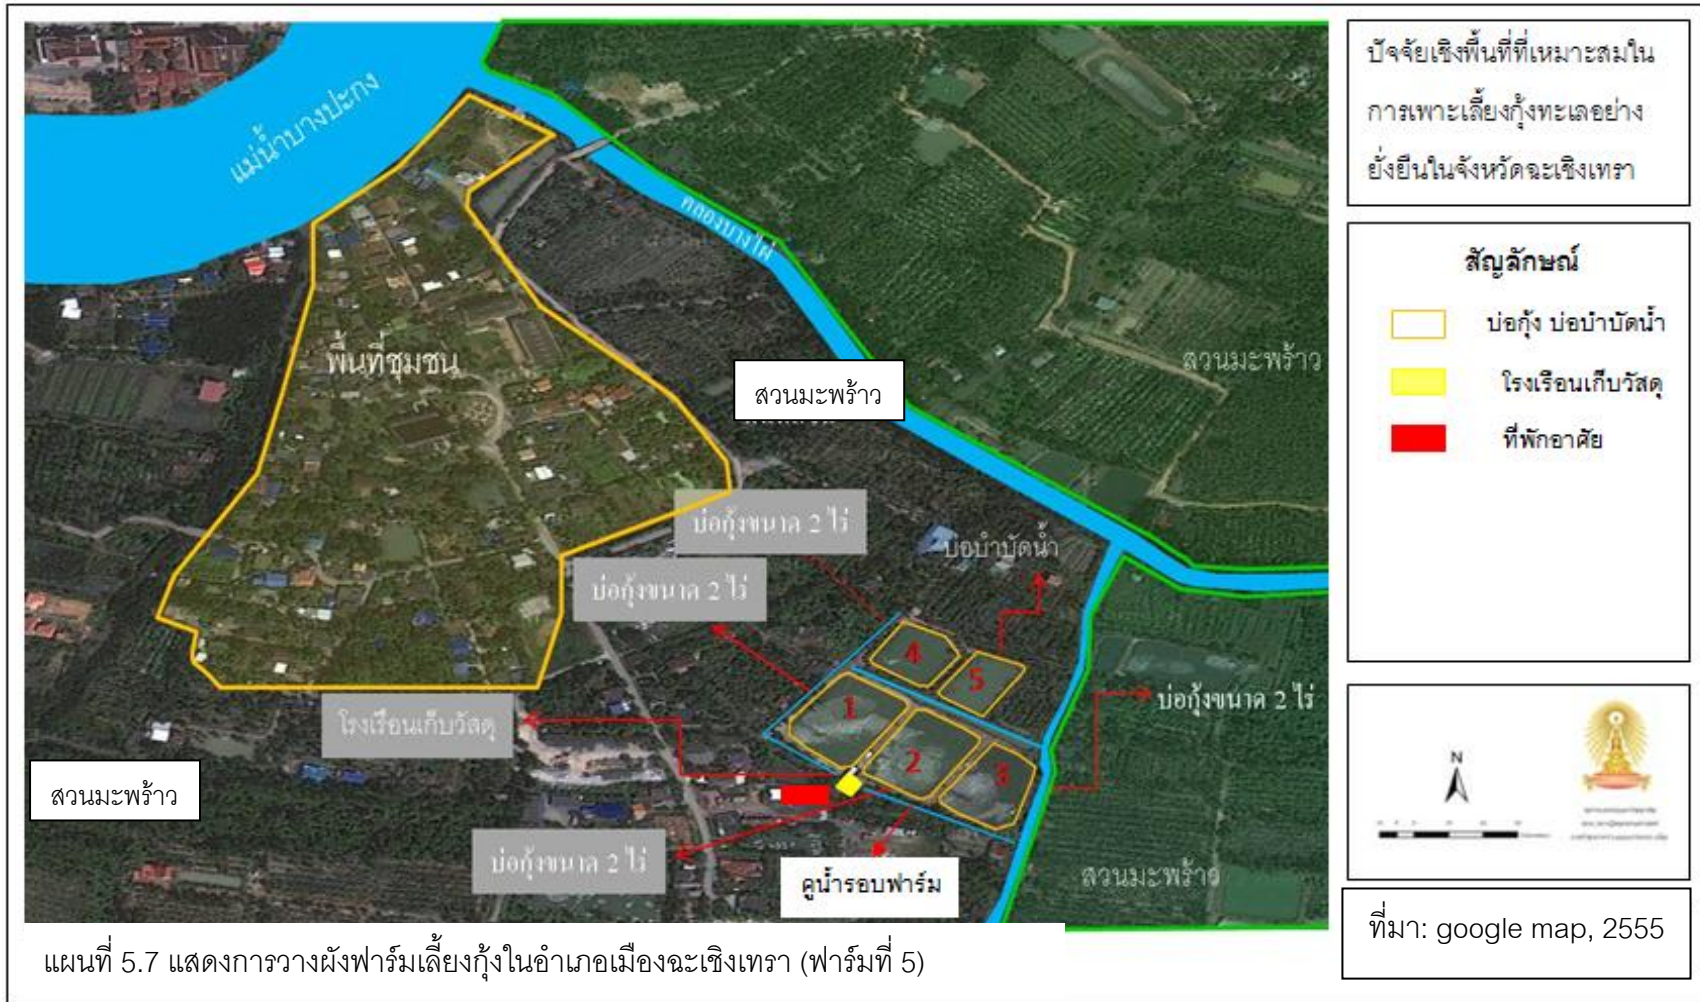 แม่น้ำบางปะกง
คลองบางไผ่
พื้นที่ชุมชน
สวนมะพร้าว
สวนมะพร้าว
บ่อกุ้งขนาด 2 ไร่
บ่อบำบัดน้ำ
บ่อกุ้งขนาด 2 ไร่
4
5
1
2
3
บ่อกุ้งขนาด 2 ไร่
โรงเรือนเก็บวัสดุ
สวนมะพร้าว
บ่อกุ้งขนาด 2 ไร่
คูน้ำรอบฟาร์ม
สวนมะพร้าว
แผนที่ 5.7 แสดงการวางผังฟาร์มเลี้ยงกุ้งในอำเภอเมืองฉะเชิงเทรา (ฟาร์มที่ 5)
ปัจจัยเชิงพื้นที่ที่เหมาะสมใน
การเพาะเลี้ยงกุ้งทะเลอย่าง
ยั่งยืนในจังหวัดฉะเชิงเทรา
สัญลักษณ์
บ่อกุ้ง บ่อบำบัดน้ำ
โรงเรือนเก็บวัสดุ
ที่พักอาศัย
N
ที่มา: google map, 2555